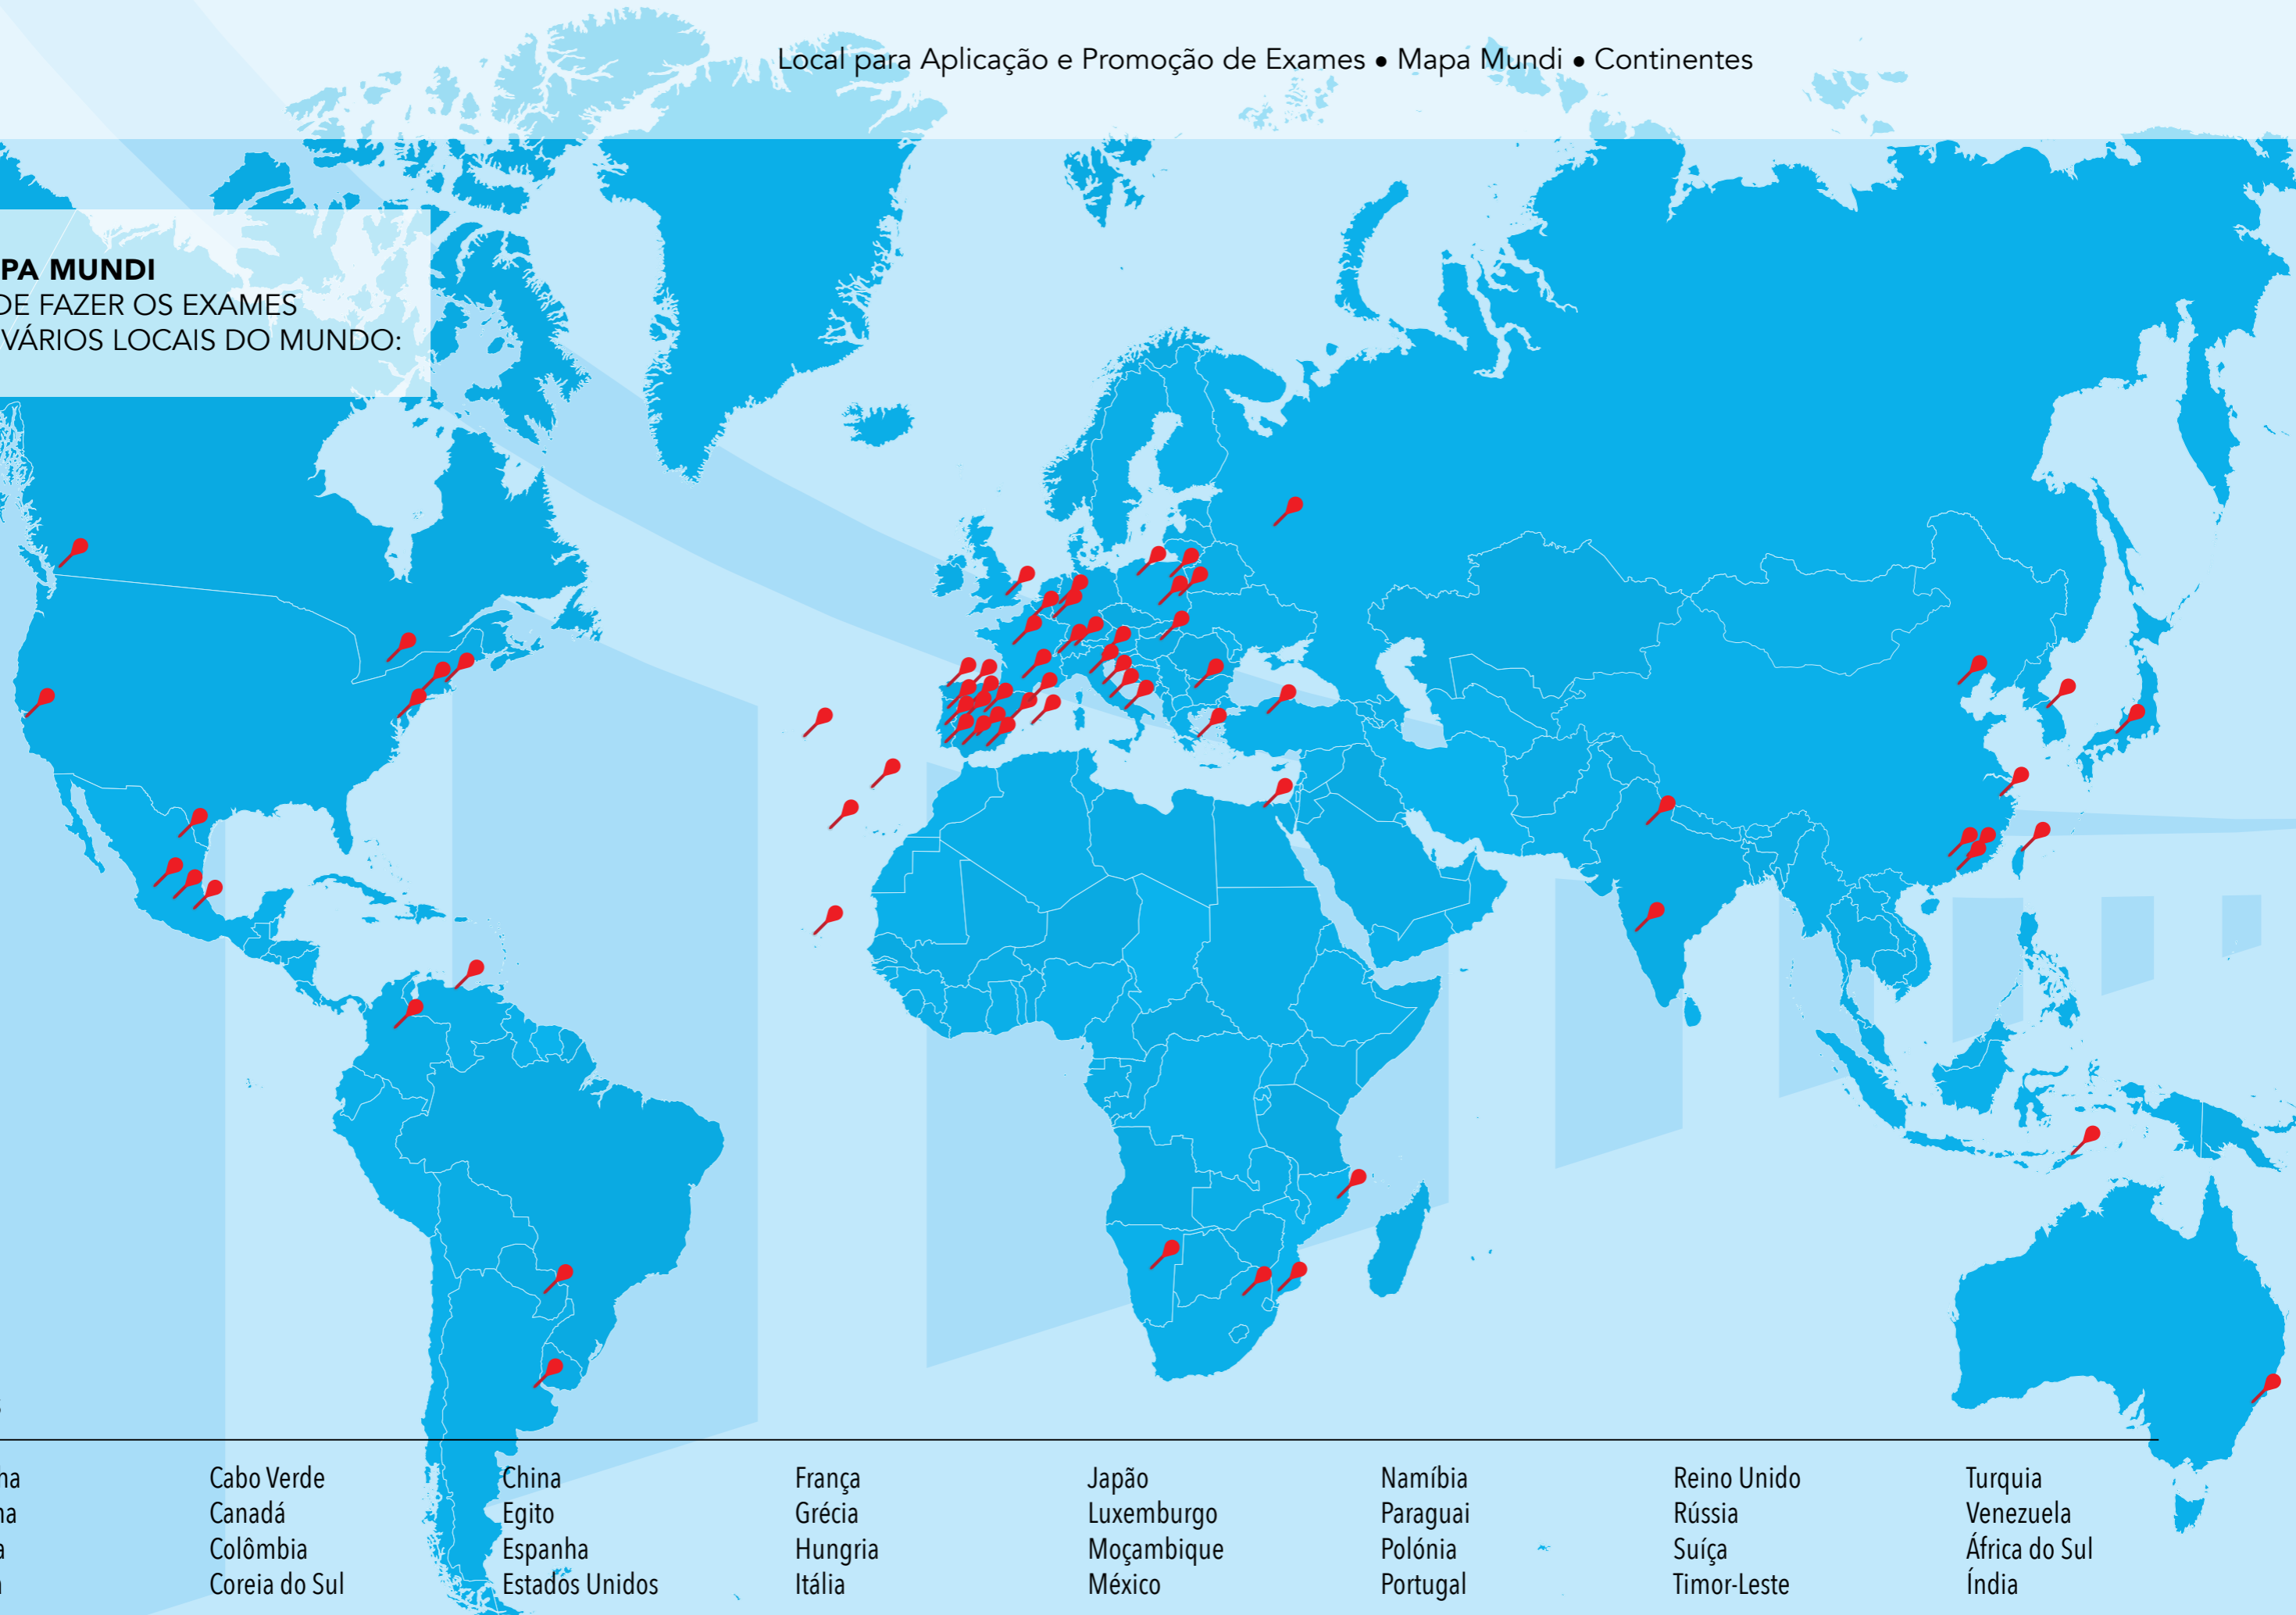 Local para Aplicação e Promoção de Exames • Mapa Mundi • Continentes
PA MUNDI
DE FAZER OS EXAMES
VÁRIOS LOCAIS DO MUNDO:
ha
na
a
Cabo Verde
Canadá
Colômbia
Coreia do Sul
China
Egito
Espanha
Estados Unidos
França
Grécia
Hungria
Itália
Japão
Luxemburgo
Moçambique
México
Namíbia
Paraguai
Polónia
Portugal
Reino Unido
Rússia
Suíça
Timor-Leste
Turquia
Venezuela
África do Sul
Índia